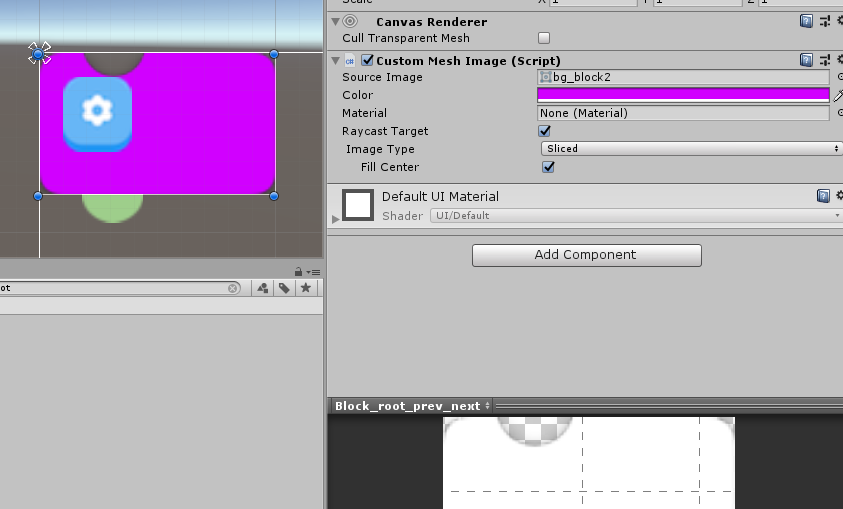 Scale X 1 Y 1 Z 1
Canvas Renderer
Cull Transparent Mesh
c#
Custom Mesh Image (Script)
Source Image bg_block2
Color
Material None (Material)
Raycast Target
Image Type Sliced
Fill Center
Default UI Material
Shader UI/Default
Add Component
ot
Block_root_prev_next